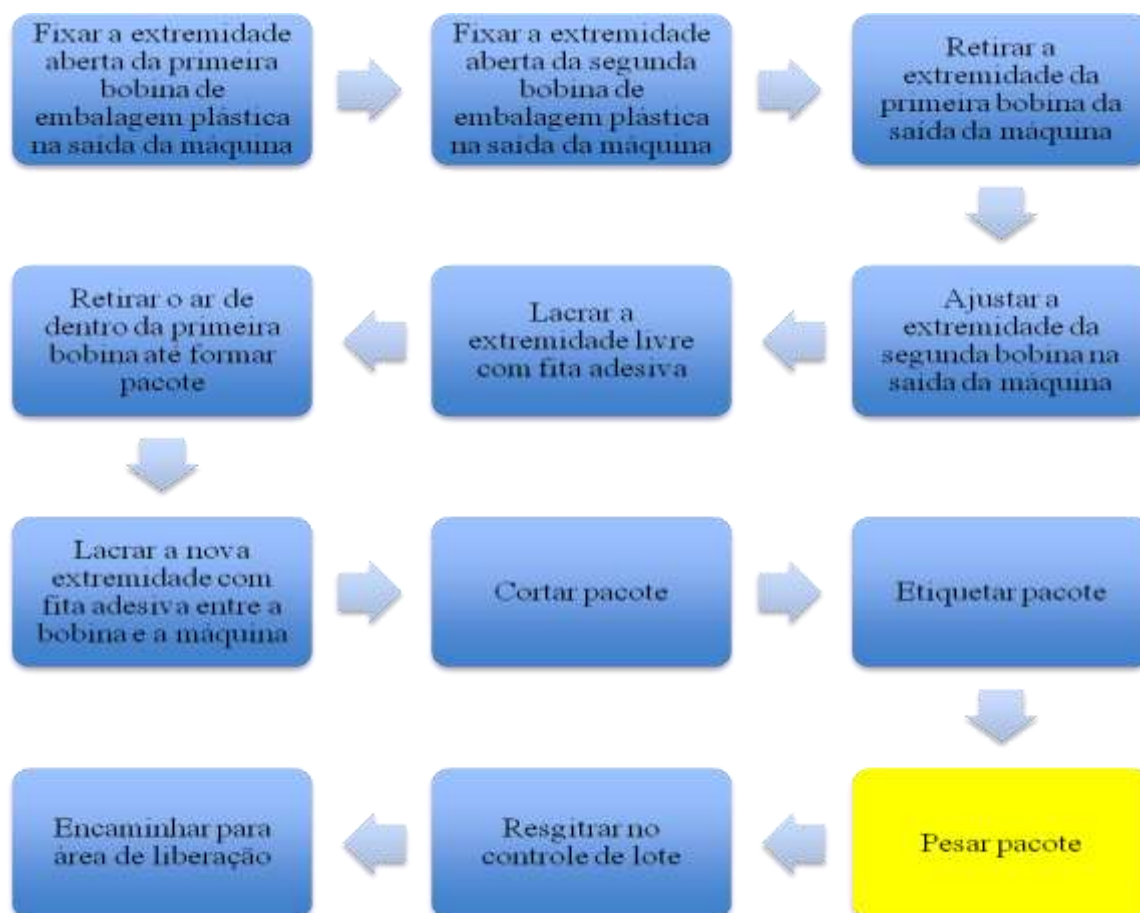 Fixar a extremidade
aberta da primeira
bobina de
embalagem plástica
na saída da máquina
Fixar a extremidade
aberta da segunda
bobina de
embalagem plástica
na saída da máquina
Retirar a
extremidade da
primeira bobina da
saída da máquina
Ajustar a
extremidade da
segunda bobina na
saída da máquina
Lacrar a
extremidade livre
com fita adesiva
Retirar o ar de
dentro da primeira
bobina até formar
pacote
Lacrar a nova
extremidade com
fita adesiva entre a
bobina e a máquina
Cortar pacote
Etiquetar pacote
Pesar pacote
Resgitrar no
controle de lote
Encaminhar para
área de liberação